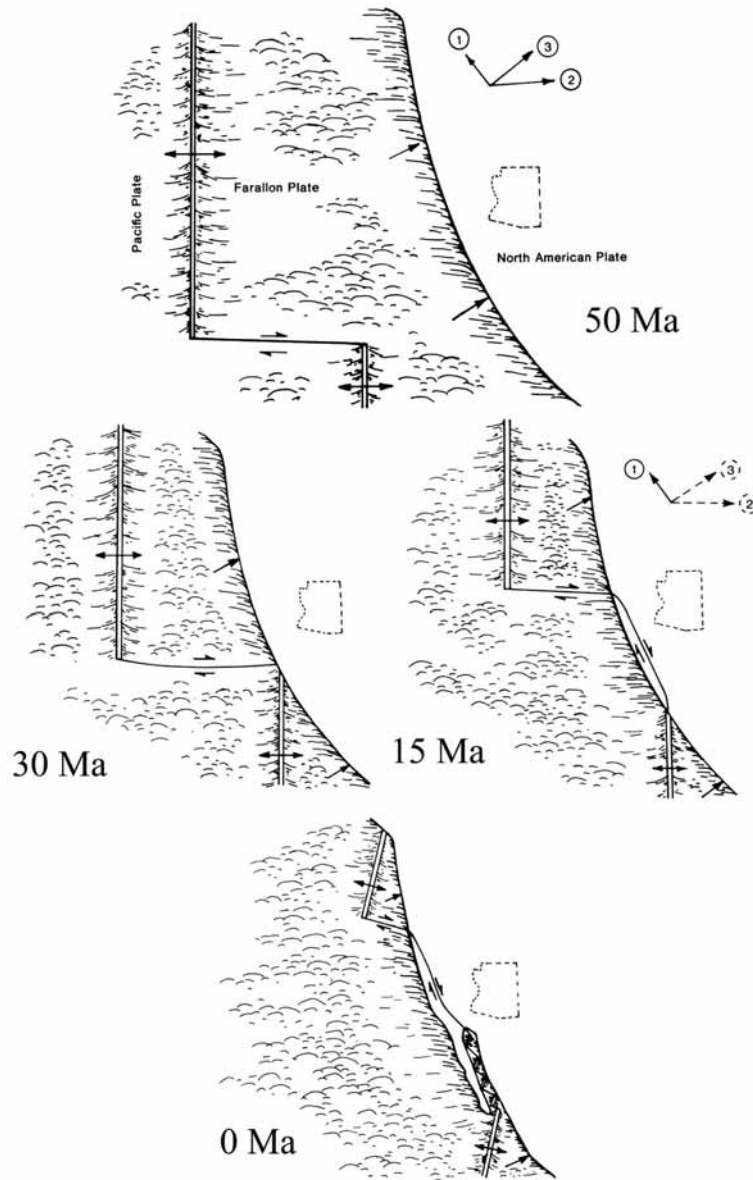 1
3
2
Pacific Plate
Farallon Plate
North American Plate
50 Ma
1
3
2
30 Ma
15 Ma
0 Ma